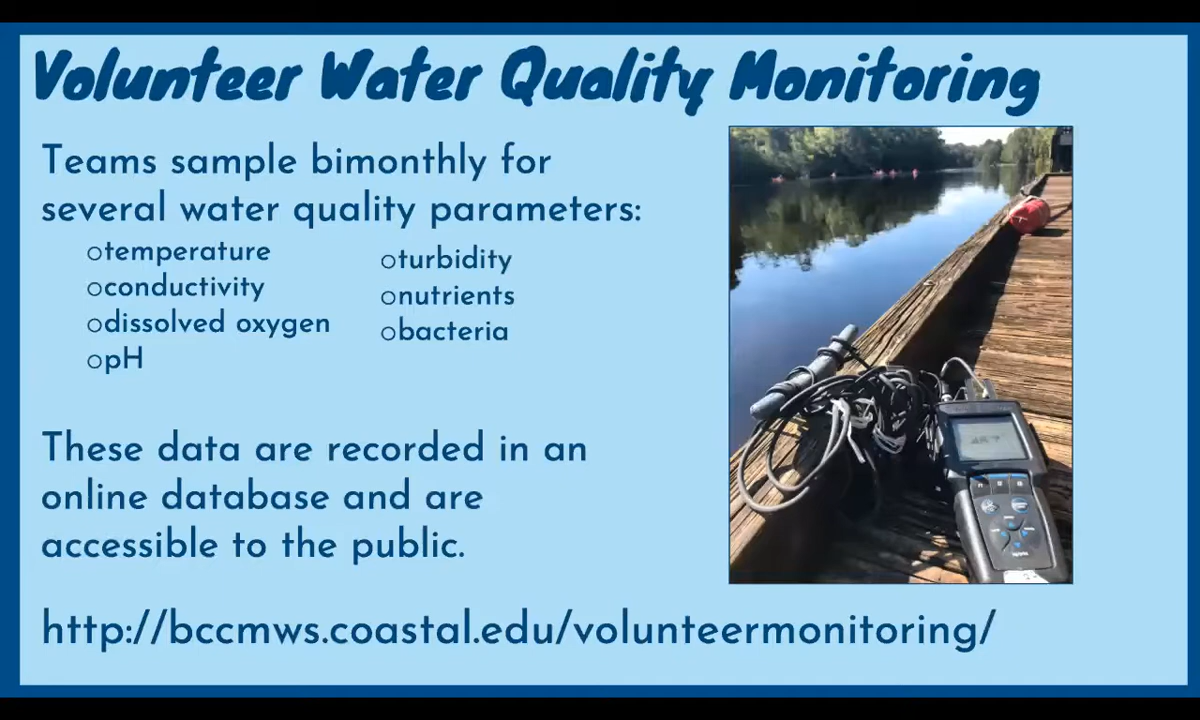 Volunteer Water Quality Monitoring
Teams sample bimonthly for
several water quality parameters:
○temperature
○conductivity
○dissolved oxygen
○pH
○turbidity
○nutrients
○bacteria
These data are recorded in an
online database and are
accessible to the public.
http://bccmws.coastal.edu/volunteermonitoring/